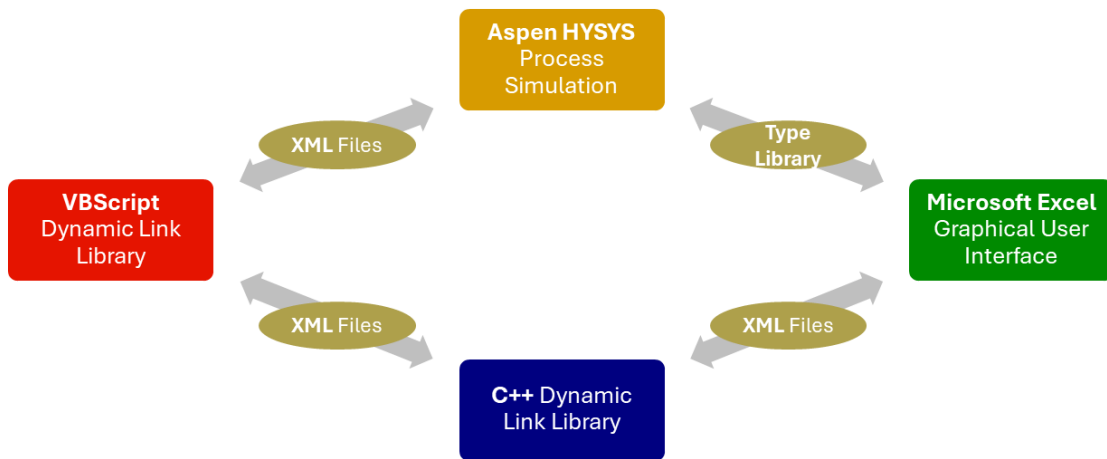 Aspen HYSYS
Process
Simulation
XML Files
Type
Library
VBScript
Dynamic Link
Library
Microsoft Excel
Graphical User
Interface
XML Files
XML Files
C++ Dynamic
Link Library